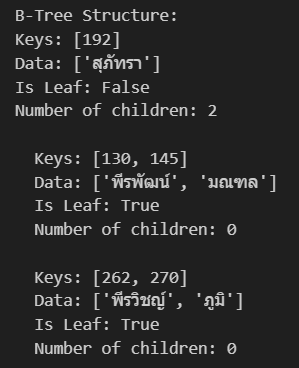 B-Tree Structure:
Keys: [192]
Data: ['สุภัทรา']
Is Leaf: False
Number of children: 2
Keys: [130, 145]
Data: ['พีรพัฒน์', 'มณฑล']
Is Leaf: True
Number of children: 0
Keys: [262, 270]
Data: ['พีรวิชญ์', 'ภูมิ']
Is Leaf: True
Number of children: 0